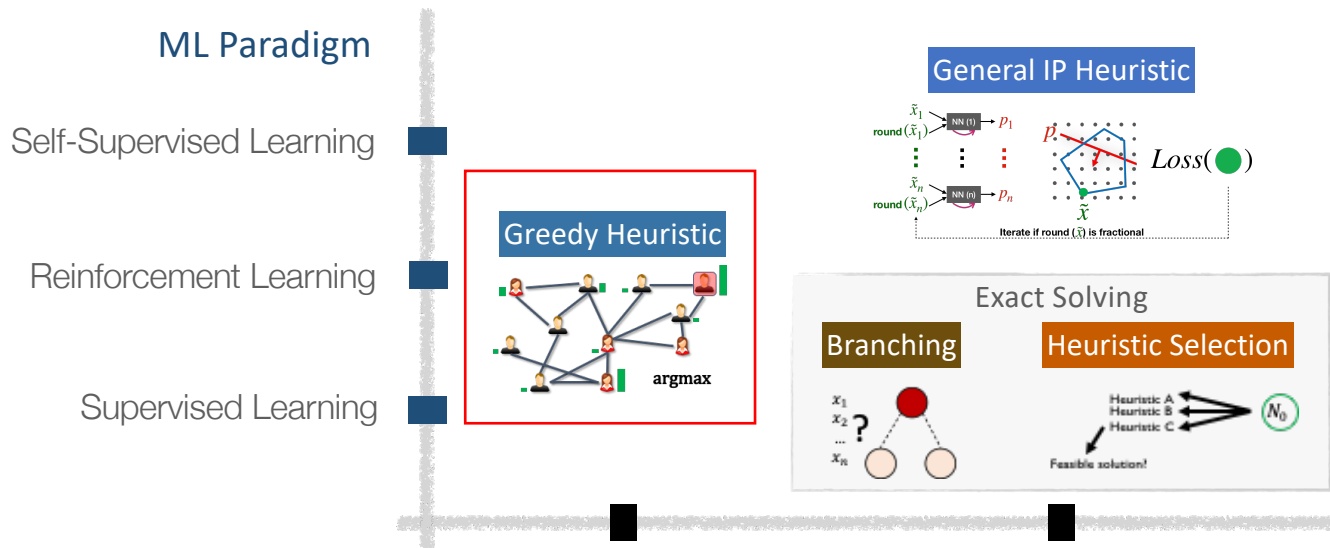 ML Paradigm
Self-Supervised Learning
Reinforcement Learning
Supervised Learning
Greedy Heuristic
argmax
General IP Heuristic
x̃₁
round(x̃₁)
NN (1)
p₁
x̃ₙ
round(x̃ₙ)
NN (n)
pₙ
p
x̃
Loss( )
Iterate if round (x̃) is fractional
Exact Solving
Branching
x₁
x₂
...
xₙ
?
Heuristic Selection
Heuristic A
Heuristic B
Heuristic C
N₀
Feasible solution?